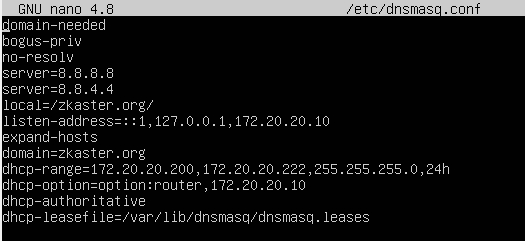 GNU nano 4.8 /etc/dnsmasq.conf
domain-needed
bogus-priv
no-resolv
server=8.8.8.8
server=8.8.4.4
local=/zkaster.org/
listen-address=::1,127.0.0.1,172.20.20.10
expand-hosts
domain=zkaster.org
dhcp-range=172.20.20.200,172.20.20.222,255.255.255.0,24h
dhcp-option=option:router,172.20.20.10
dhcp-authoritative
dhcp-leasefile=/var/lib/dnsmasq/dnsmasq.leases